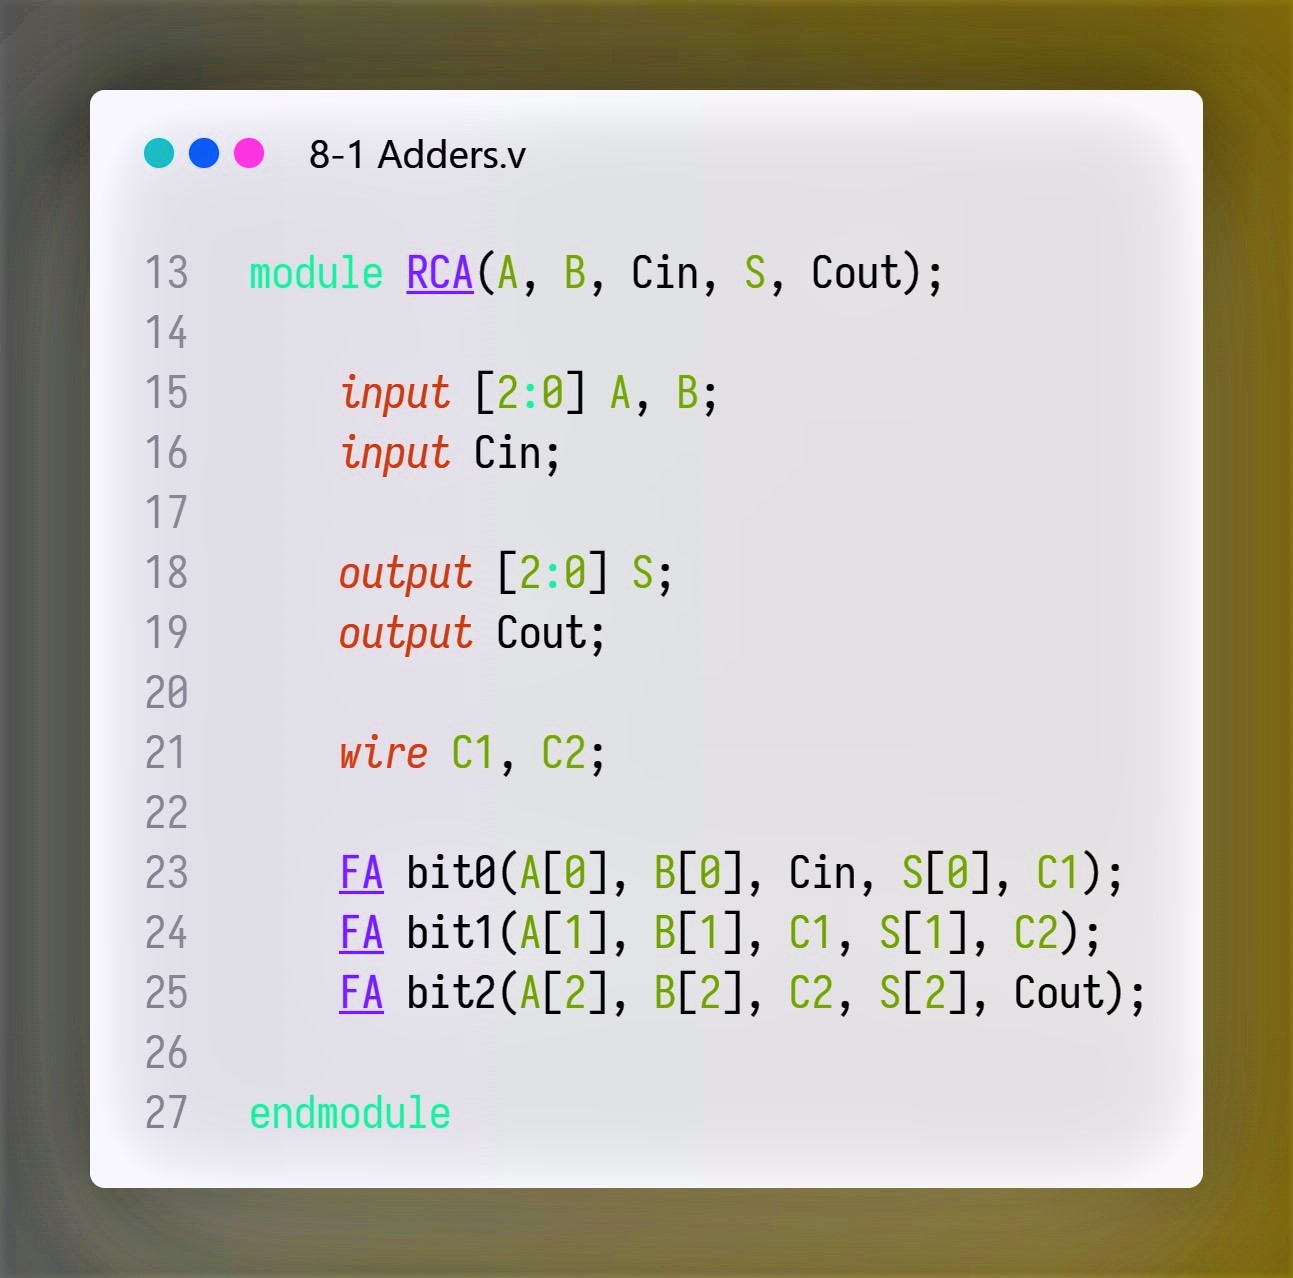 8-1 Adders.v
13 module RCA(A, B, Cin, S, Cout);
14
15 input [2:0] A, B;
16 input Cin;
17
18 output [2:0] S;
19 output Cout;
20
21 wire C1, C2;
22
23 FA bit0(A[0], B[0], Cin, S[0], C1);
24 FA bit1(A[1], B[1], C1, S[1], C2);
25 FA bit2(A[2], B[2], C2, S[2], Cout);
26
27 endmodule